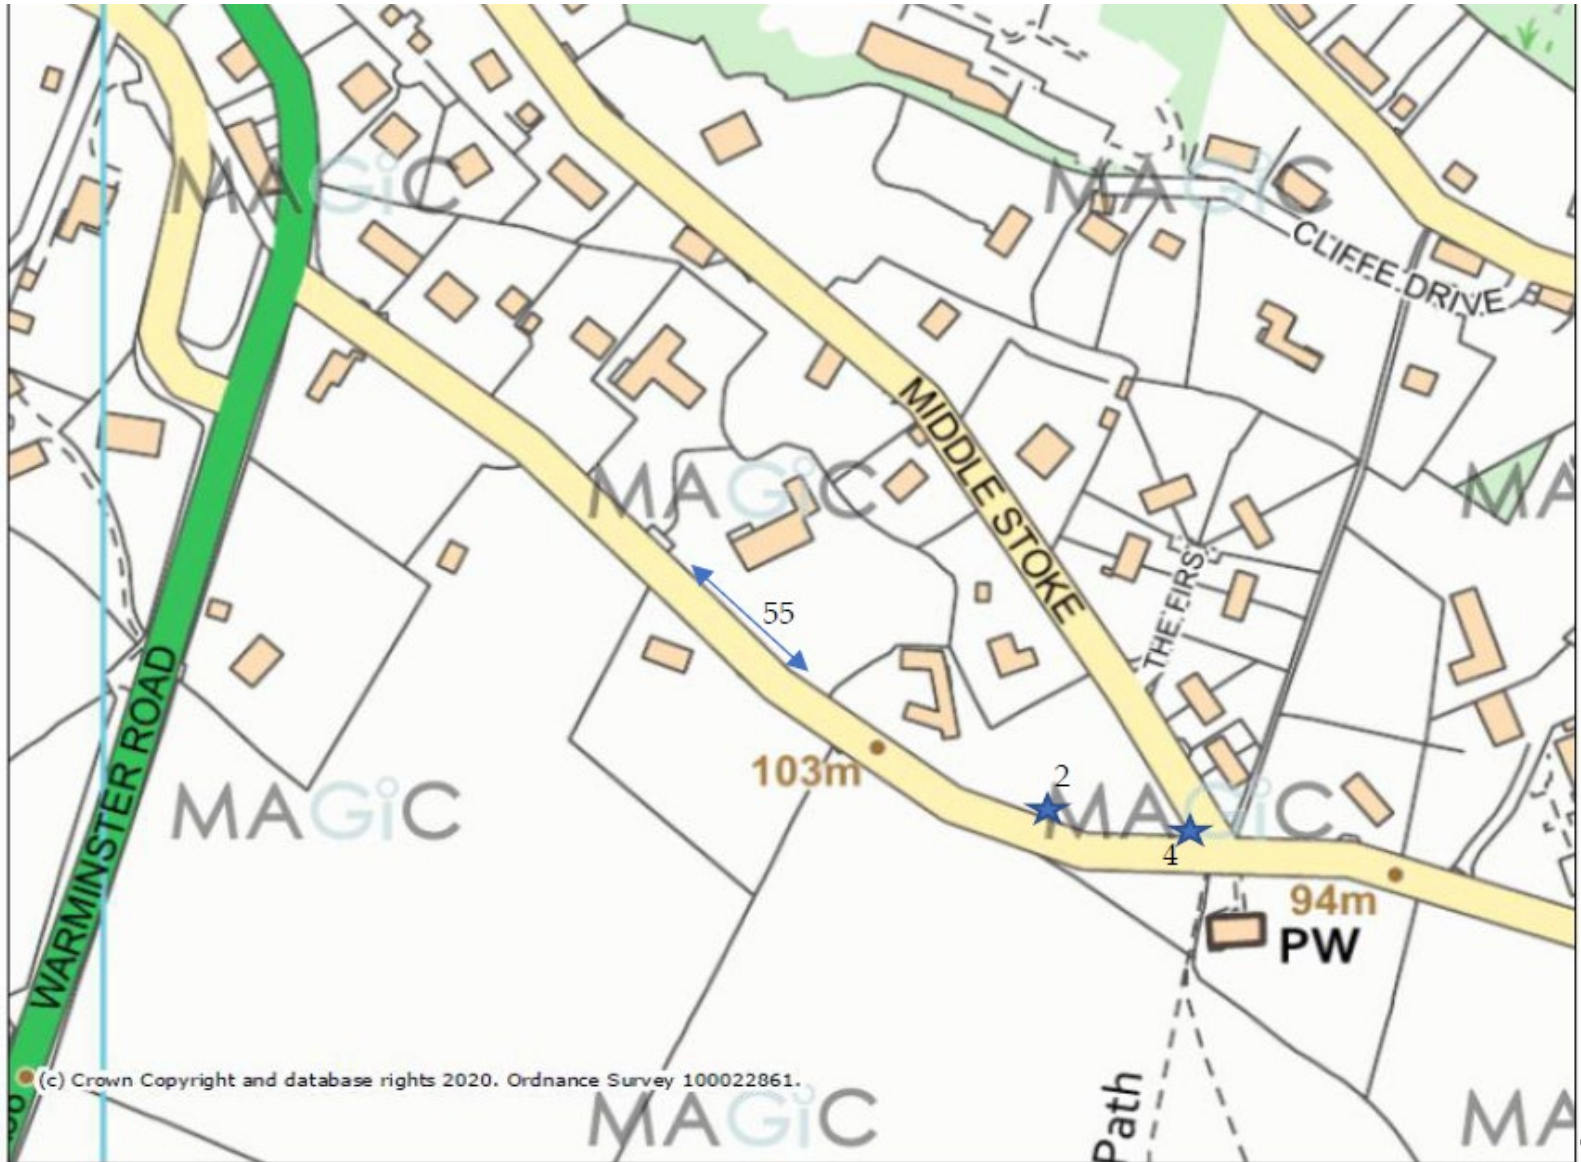 MAGiC
MAGiC
CLIFFE DRIVE
MIDDLE STOKE
MAGiC
MA
THE FIRS
55
WARMINSTER ROAD
103m
2
MAGiC
MAGiC
4
94m
PW
(c) Crown Copyright and database rights 2020. Ordnance Survey 100022861.
Path
MAGiC
MA